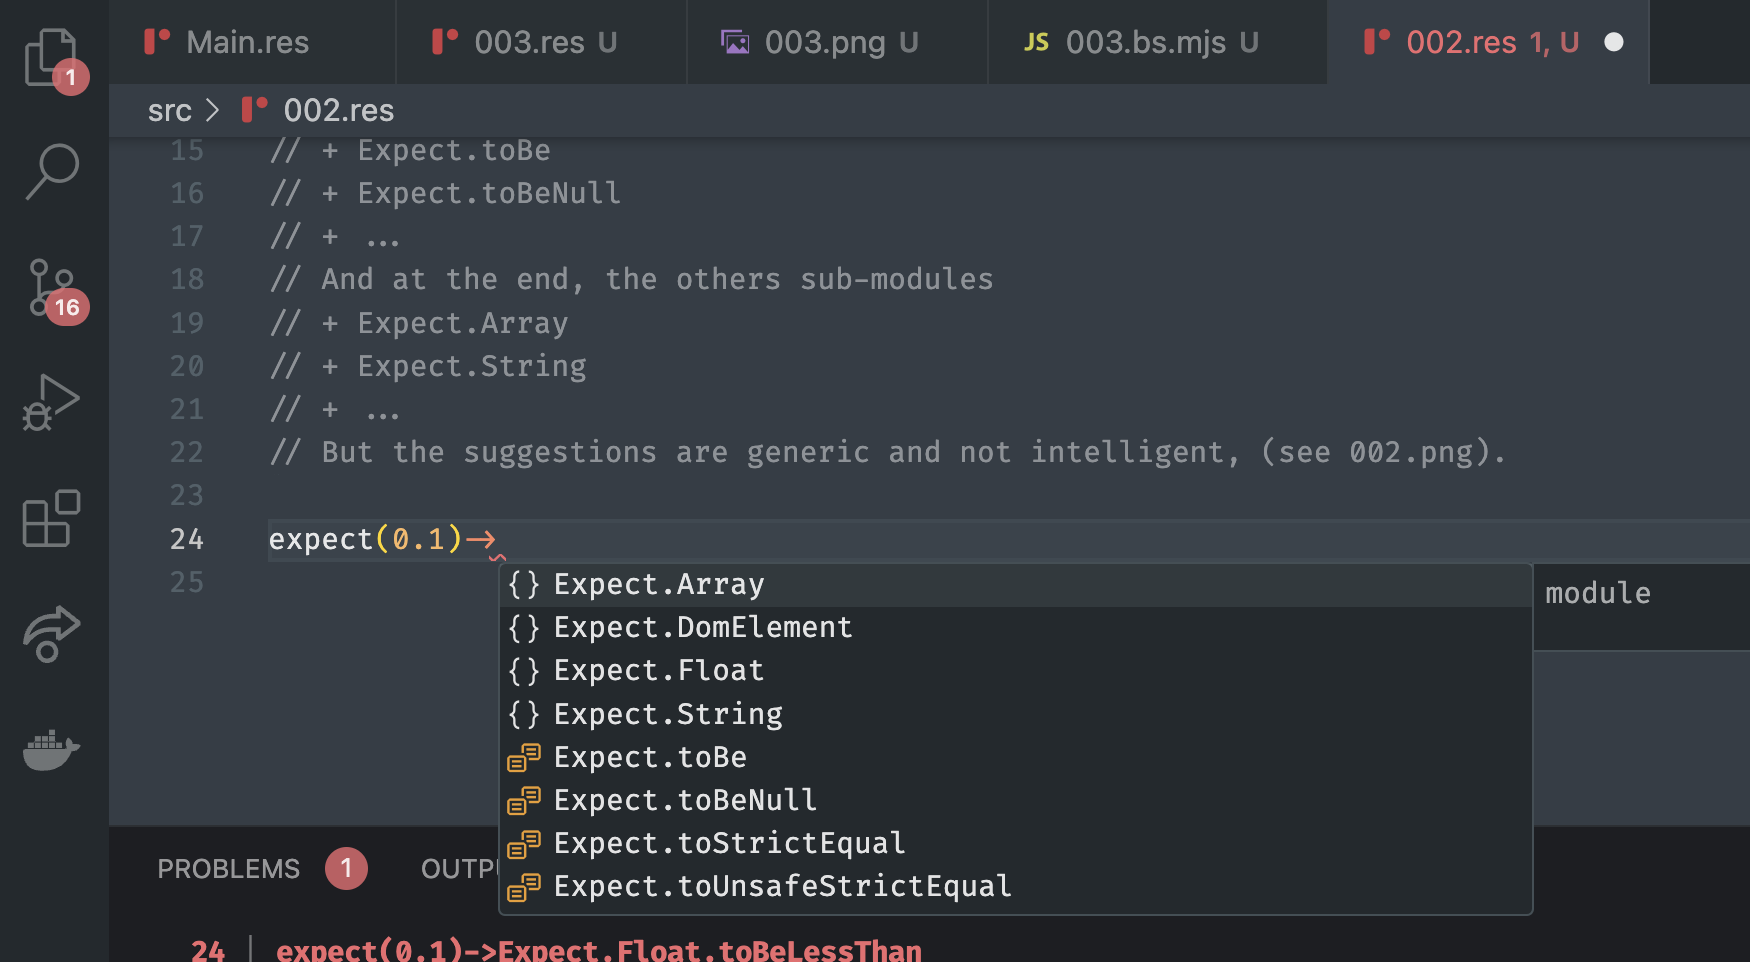 Main.res 003.res U 003.png U JS 003.bs.mjs U 002.res 1, U
1
src > 002.res
15 // + Expect.toBe
16 // + Expect.toBeNull
17 // + ...
18 // And at the end, the others sub-modules
19 // + Expect.Array
20 // + Expect.String
21 // + ...
22 // But the suggestions are generic and not intelligent, (see 002.png).
23
24 expect(0.1)->
25
16
{} Expect.Array module
{} Expect.DomElement
{} Expect.Float
{} Expect.String
Expect.toBe
Expect.toBeNull
Expect.toStrictEqual
Expect.toUnsafeStrictEqual
PROBLEMS 1 OUTPU
24 | expect(0.1)->Expect.Float.toBeLessThan